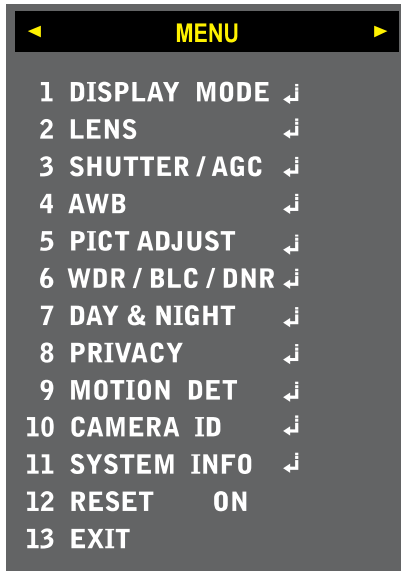 ◄ MENU ►
1 DISPLAY MODE ↵
2 LENS ↵
3 SHUTTER / AGC ↵
4 AWB ↵
5 PICT ADJUST ↵
6 WDR / BLC / DNR ↵
7 DAY & NIGHT ↵
8 PRIVACY ↵
9 MOTION DET ↵
10 CAMERA ID ↵
11 SYSTEM INFO ↵
12 RESET ON
13 EXIT